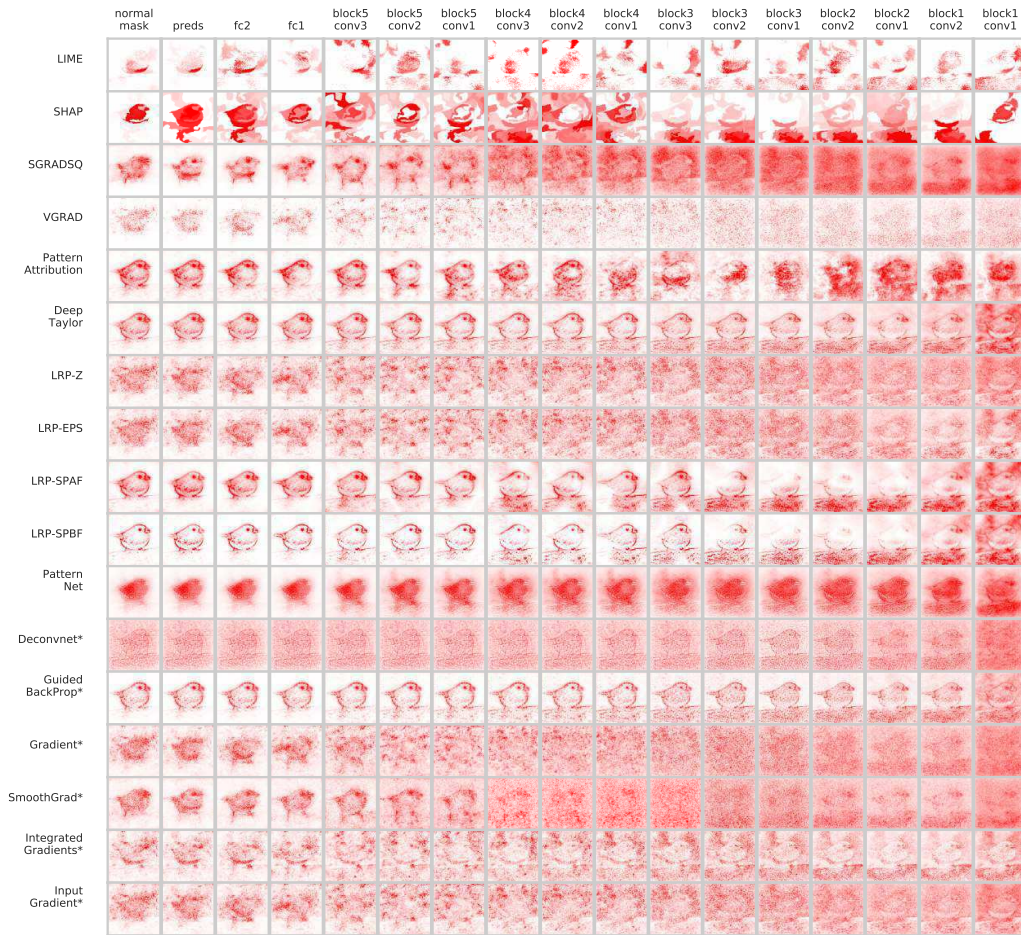 normal mask
preds
fc2
fc1
block5 conv3
block5 conv2
block5 conv1
block4 conv3
block4 conv2
block4 conv1
block3 conv3
block3 conv2
block3 conv1
block2 conv2
block2 conv1
block1 conv2
block1 conv1
LIME
SHAP
SGRADSQ
VGRAD
Pattern
Attribution
Deep
Taylor
LRP-Z
LRP-EPS
LRP-SPAF
LRP-SPBF
Pattern
Net
Deconvnet*
Guided
BackProp*
Gradient*
SmoothGrad*
Integrated
Gradients*
Input
Gradient*